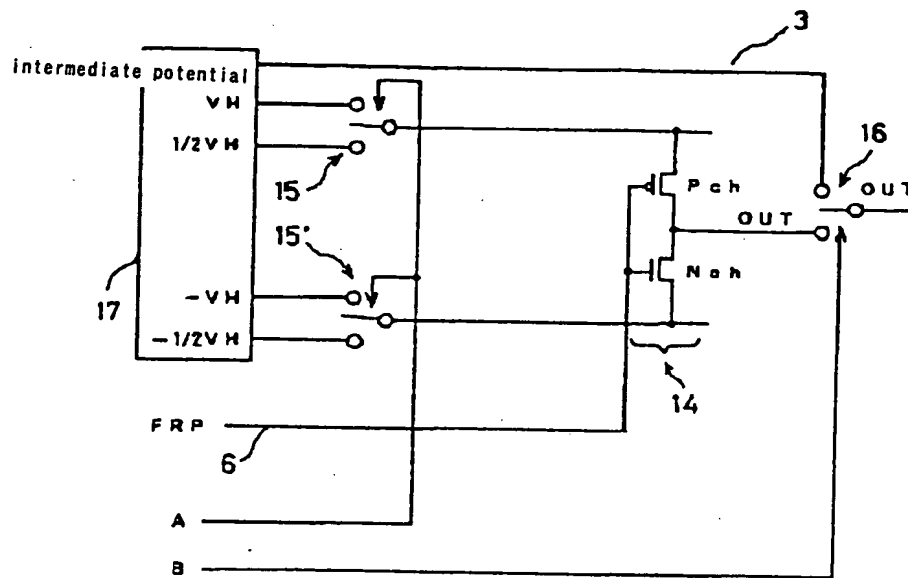 3
intermediate potential
VH
1/2VH
15
16
OUT
Pch
OUT
15'
Nch
17
-VH
-1/2VH
14
FRP
6
A
B